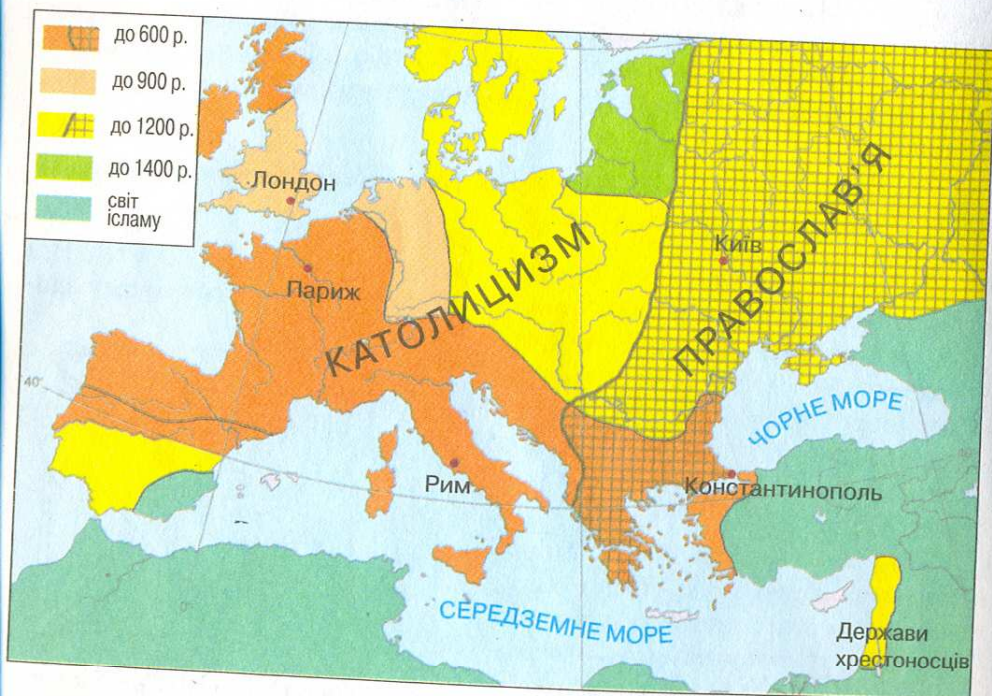 до 600 р.
до 900 р.
до 1200 р.
до 1400 р.
світ
ісламу
Лондон
Париж
КАТОЛИЦИЗМ
ПРАВОСЛАВ'Я
Київ
40°
ЧОРНЕ МОРЕ
Рим
Константинополь
СЕРЕДЗЕМНЕ МОРЕ
0°
Держави
хрестоносців